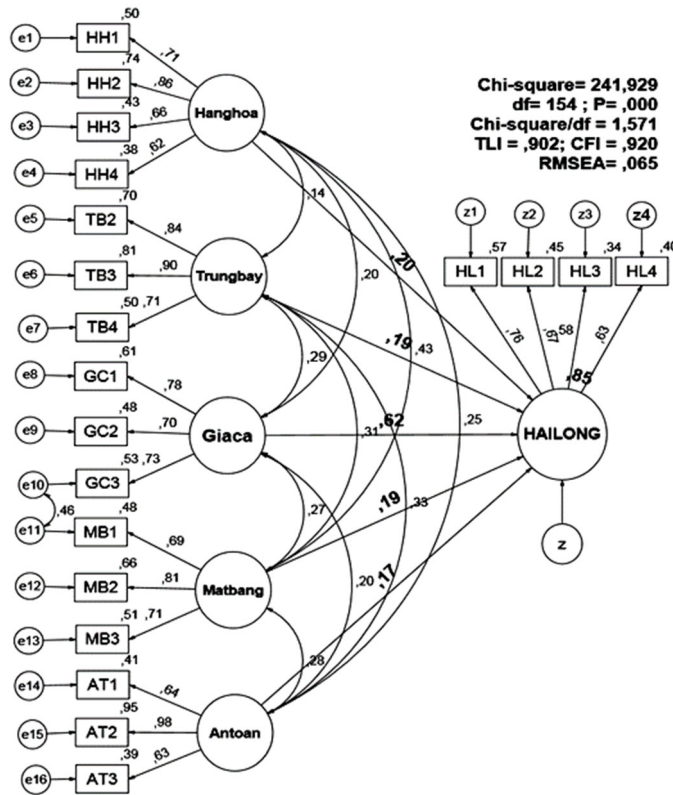 ,50
e1 HH1 ,71
,74
e2 HH2 ,86
,43
e3 HH3 ,66
Hanghoa
,38
e4 HH4 ,62
Chi-square= 241,929
df= 154 ; P= ,000
Chi-square/df = 1,571
TLI = ,902; CFI = ,920
RMSEA= ,065
,14
,70
e5 TB2 ,84
,81
e6 TB3 ,90
Trungbay
,50 ,71
e7 TB4
z1 z2 z3 z4
,57 ,45 ,34 ,40
HL1 HL2 HL3 HL4
,76 ,67 ,58 ,63
,20
,20
,19 ,43
,29
,85
HAILONG
z
,61
e8 GC1 ,78
,48
e9 GC2 ,70
Giaca
,53 ,73
e10 GC3
,62
,31
,25
,46
,27
,48
e11 MB1 ,69
,66
e12 MB2 ,81
Matbang
,51 ,71
e13 MB3
,19
,33
,20
,17
,28
,41
e14 AT1 ,64
,95
e15 AT2 ,98
Antoan
,39 ,63
e16 AT3